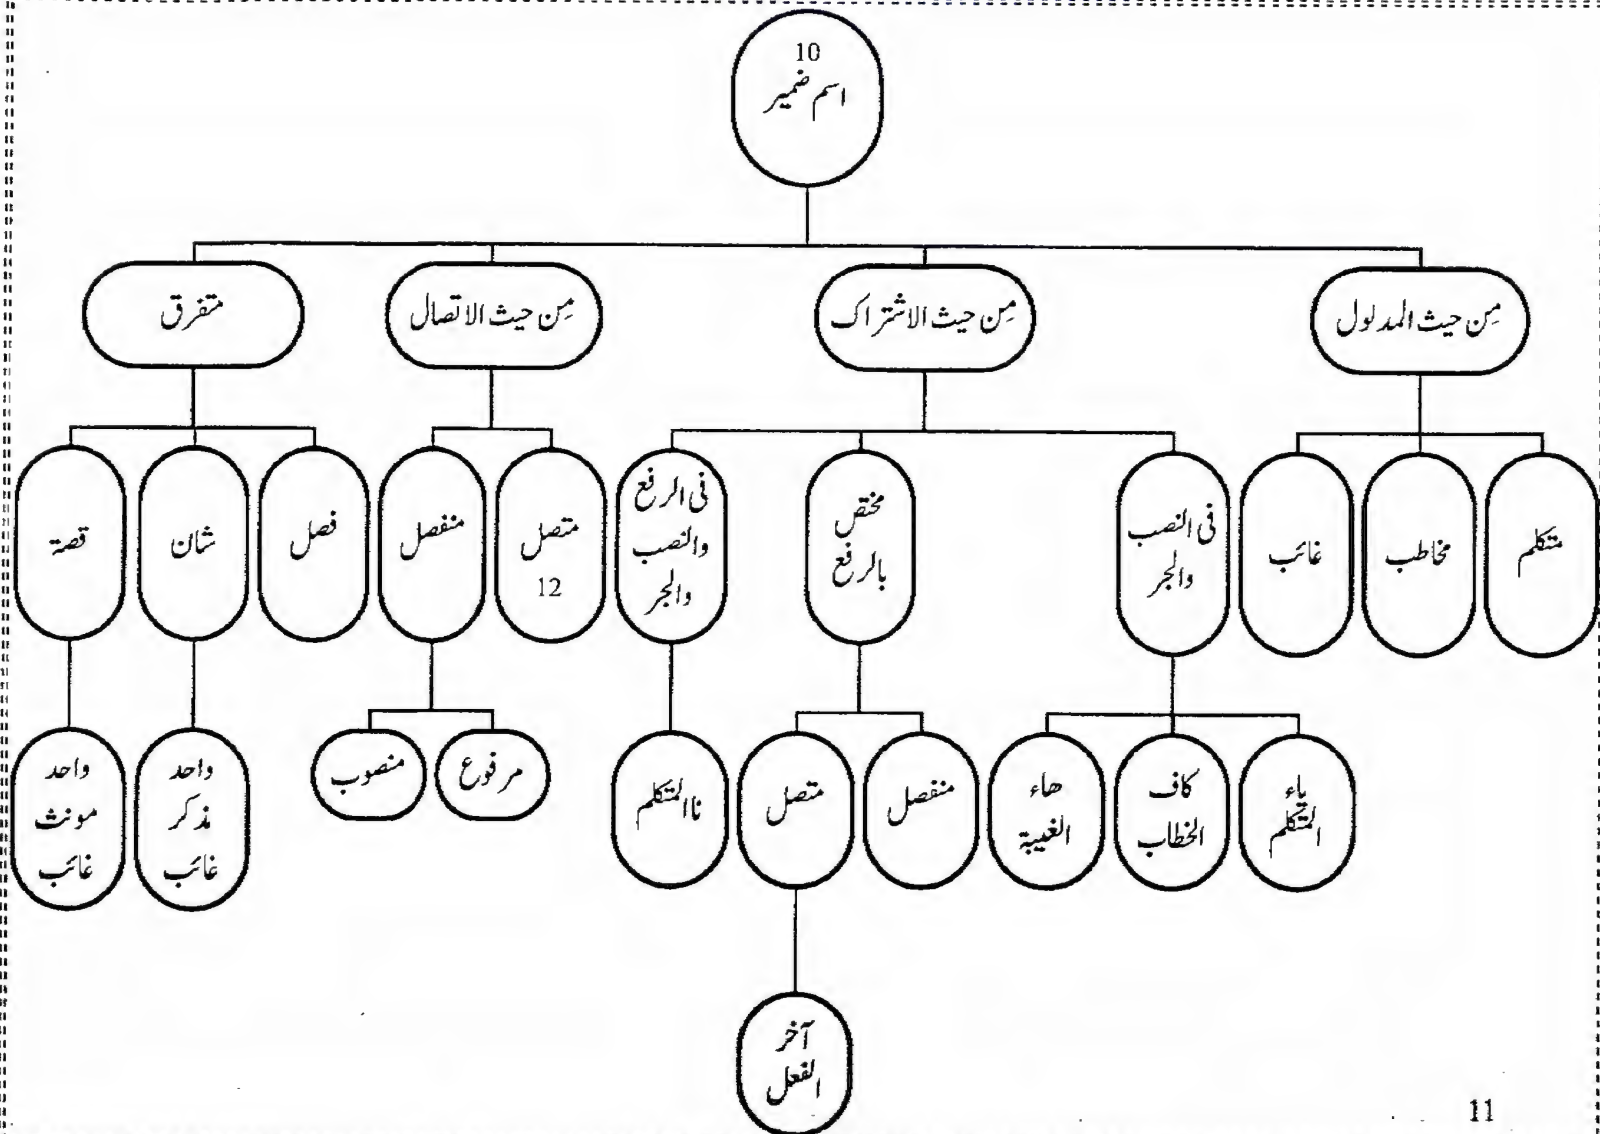 10
اسم ضمیر
مِن حیث المدلول
مِن حیث الاشتراک
مِن حیث الاتصال
متفرق
متکلم
مخاطب
غائب
فی النصب
والجر
مختص
بالرفع
فی الرفع
والنصب
والجر
متصل
12
منفصل
فصل
شان
قصة
یاء
المتکلم
کاف
الخطاب
هاء
الغیبة
منفصل
متصل
نا المتکلم
مرفوع
منصوب
واحد
مذکر
غائب
واحد
مونث
غائب
آخر
الفعل
11